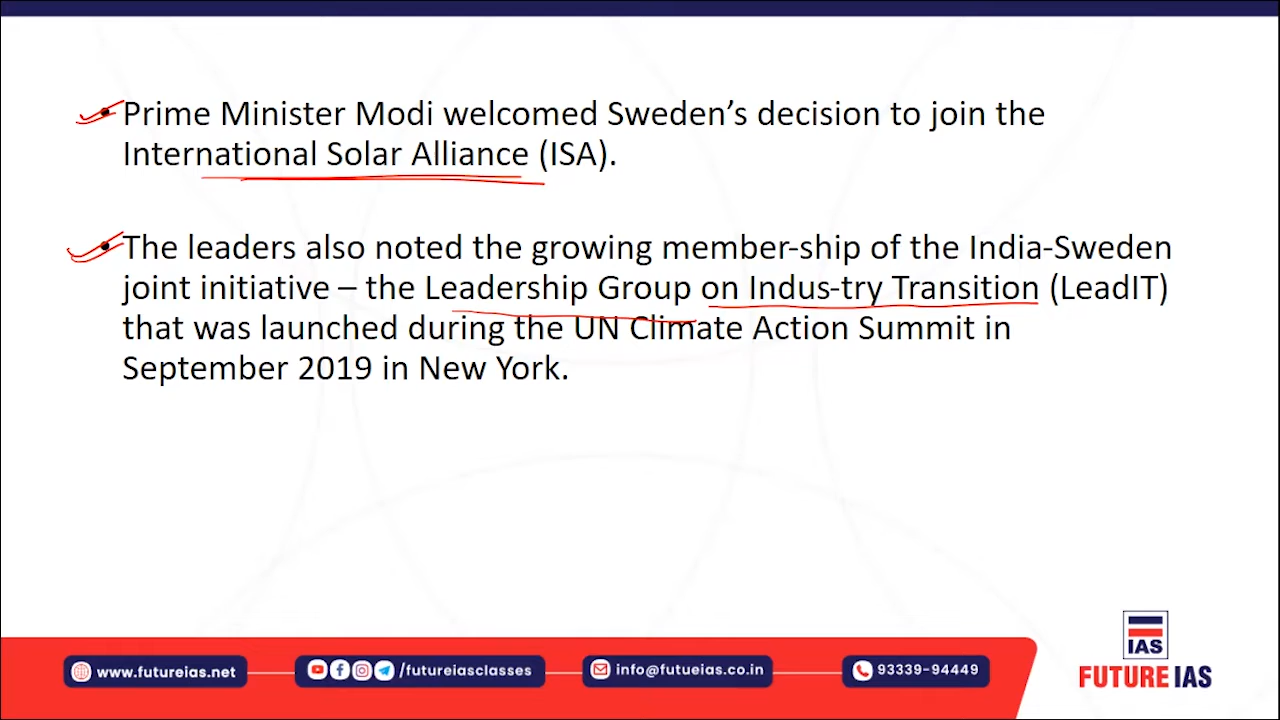 Prime Minister Modi welcomed Sweden’s decision to join the
International Solar Alliance (ISA).
The leaders also noted the growing member-ship of the India-Sweden
joint initiative – the Leadership Group on Indus-try Transition (LeadIT)
that was launched during the UN Climate Action Summit in
September 2019 in New York.
IAS
FUTURE IAS
www.futureias.net
/futureiasclasses
info@futueias.co.in
93339-94449